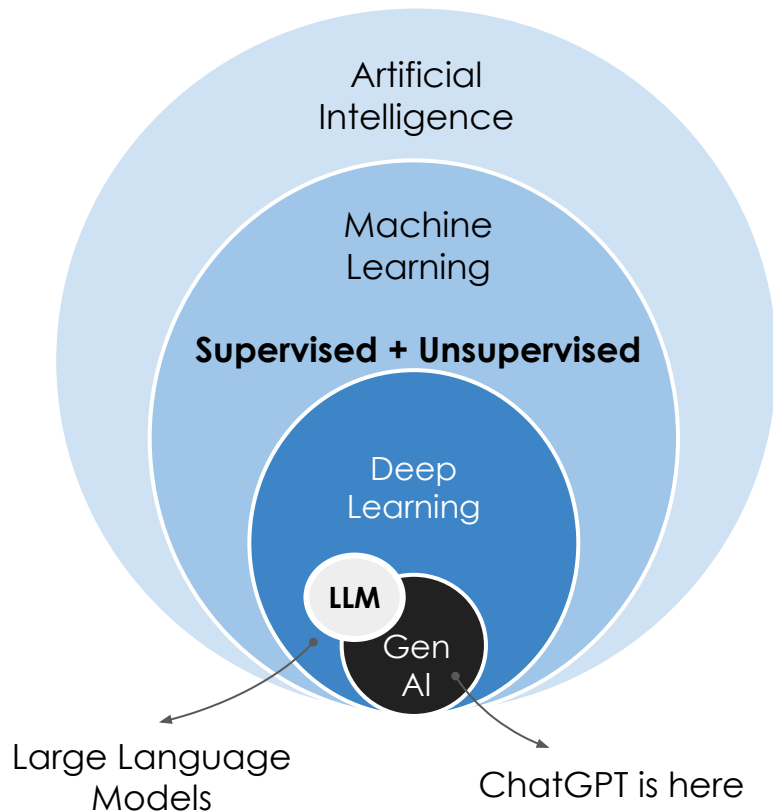 Artificial
Intelligence
Machine
Learning
Supervised + Unsupervised
Deep
Learning
LLM
Gen
AI
Large Language
Models
ChatGPT is here